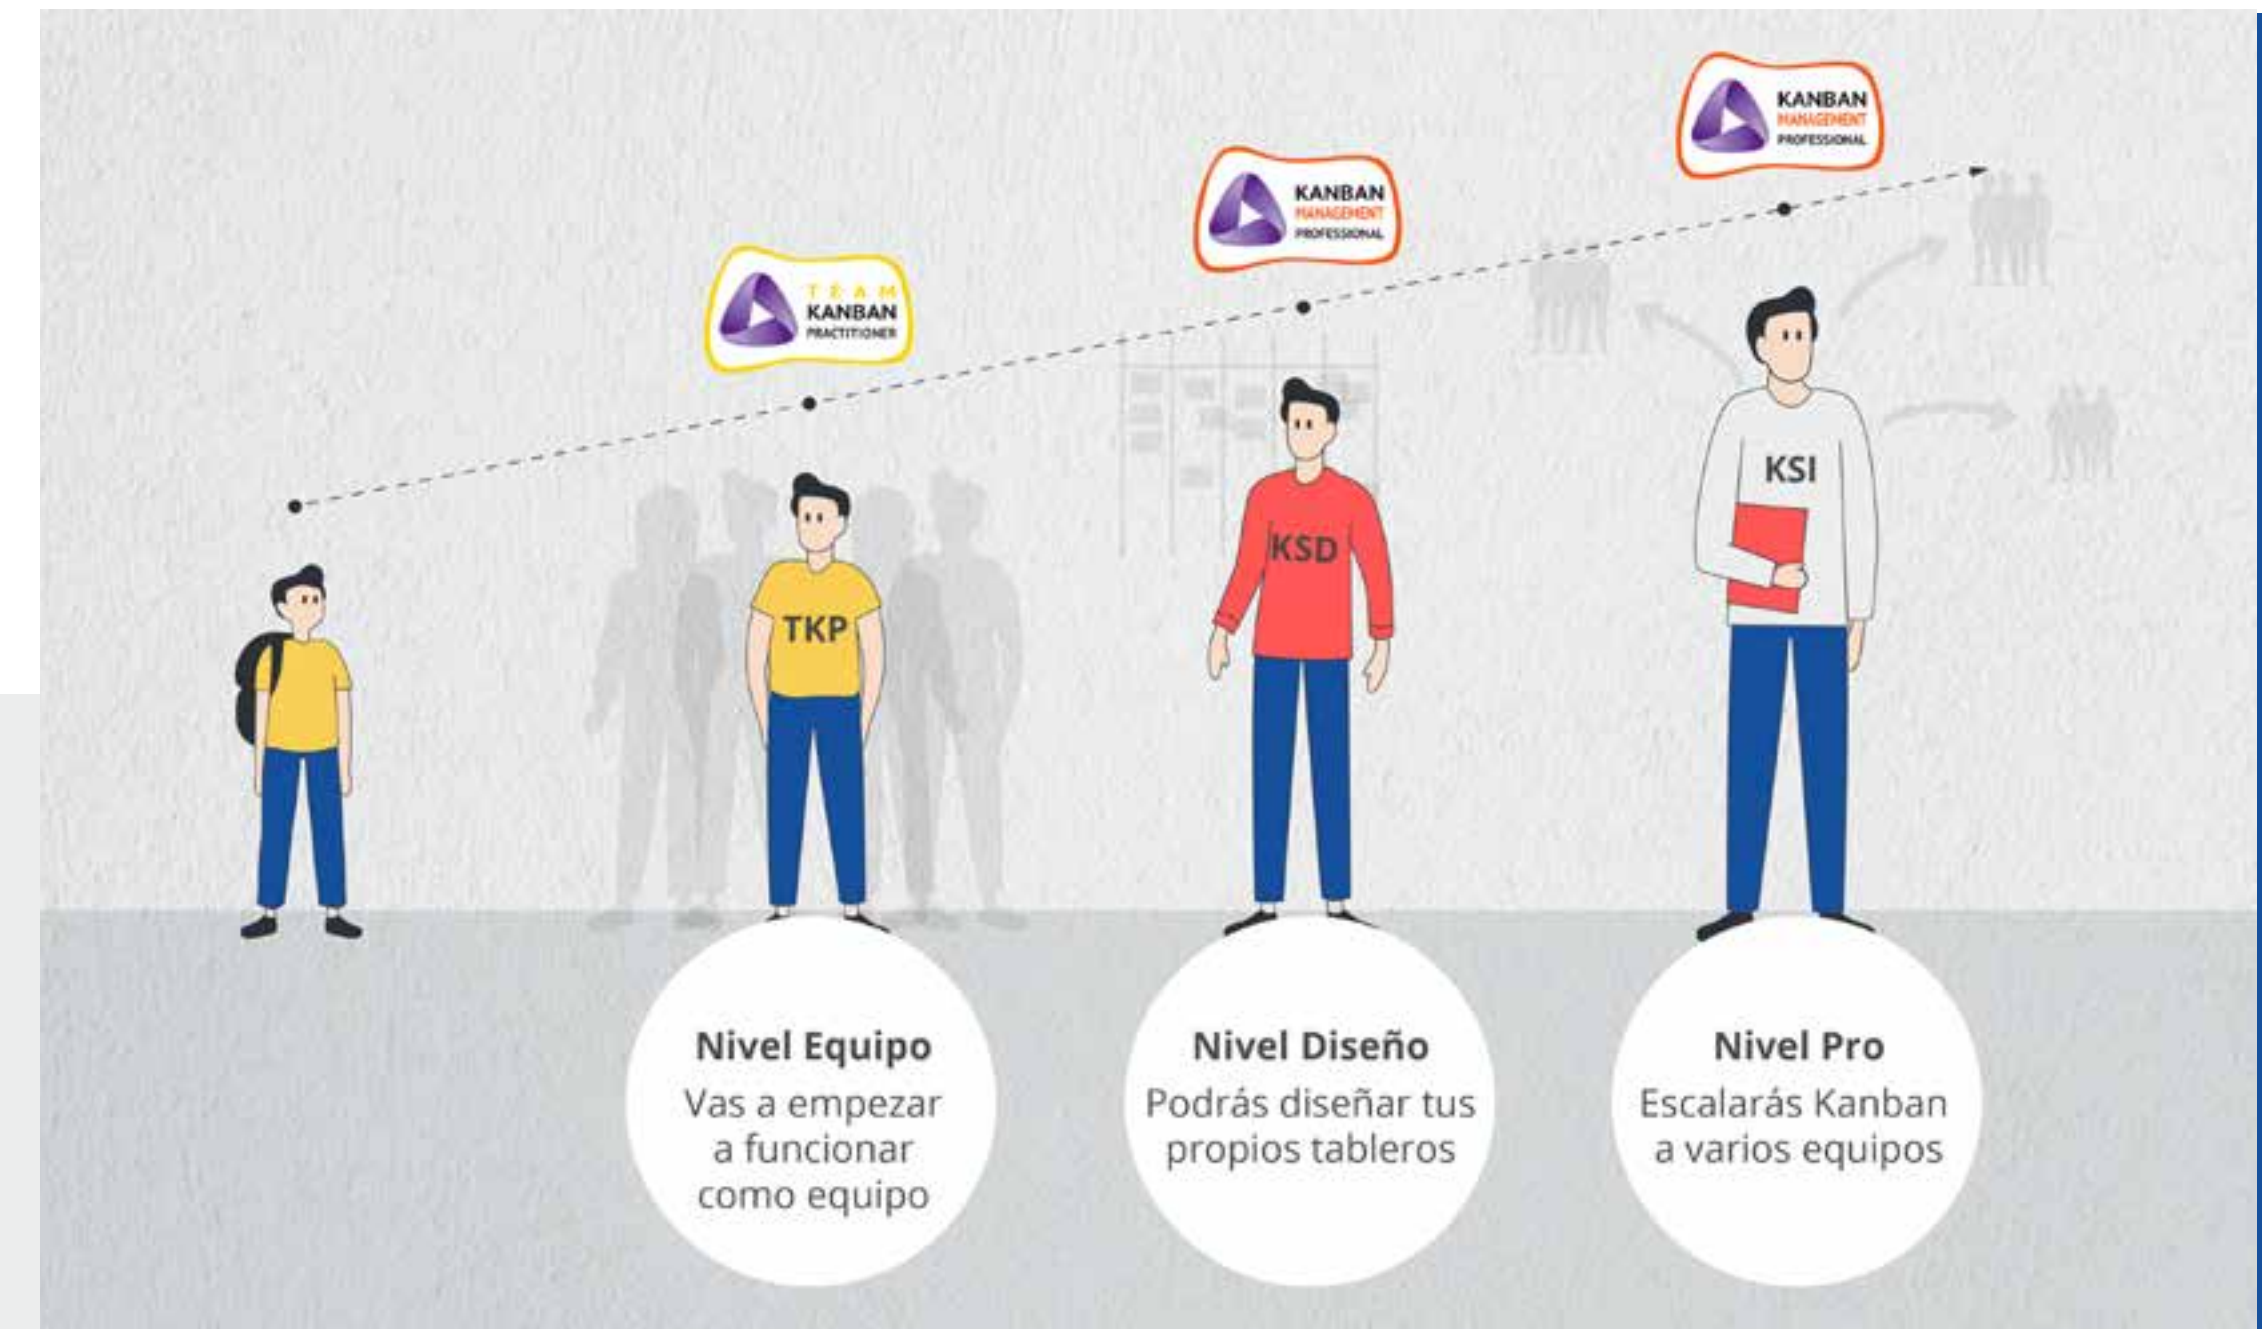 KANBAN
MANAGEMENT
PROFESSIONAL
KANBAN
MANAGEMENT
PROFESSIONAL
TEAM
KANBAN
PRACTITIONER
KSI
KSD
TKP
Nivel Equipo
Vas a empezar
a funcionar
como equipo
Nivel Diseño
Podrás diseñar tus
propios tableros
Nivel Pro
Escalarás Kanban
a varios equipos